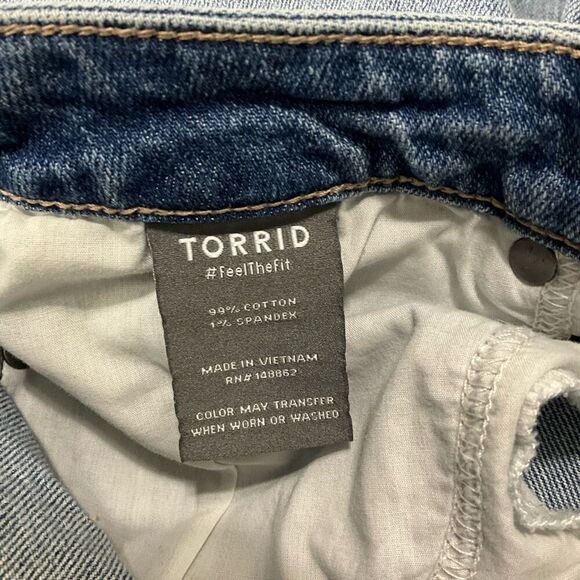 TORRID
#FeelTheFit
99% COTTON
1% SPANDEX
MADE IN VIETNAM
RN# 148862
COLOR MAY TRANSFER
WHEN WORN OR WASHED